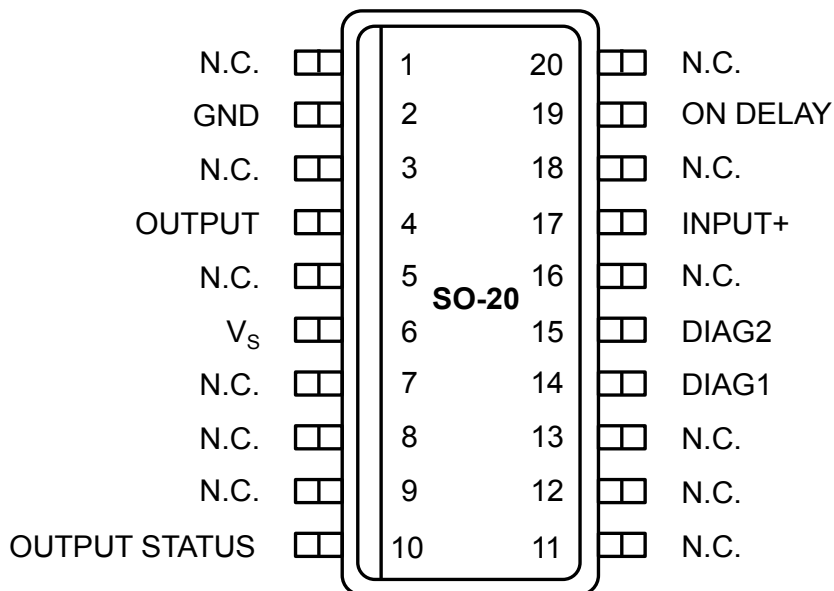 N.C. 1 20 N.C.
GND 2 19 ON DELAY
N.C. 3 18 N.C.
OUTPUT 4 17 INPUT+
N.C. 5 16 N.C.
SO-20
VS 6 15 DIAG2
N.C. 7 14 DIAG1
N.C. 8 13 N.C.
N.C. 9 12 N.C.
OUTPUT STATUS 10 11 N.C.